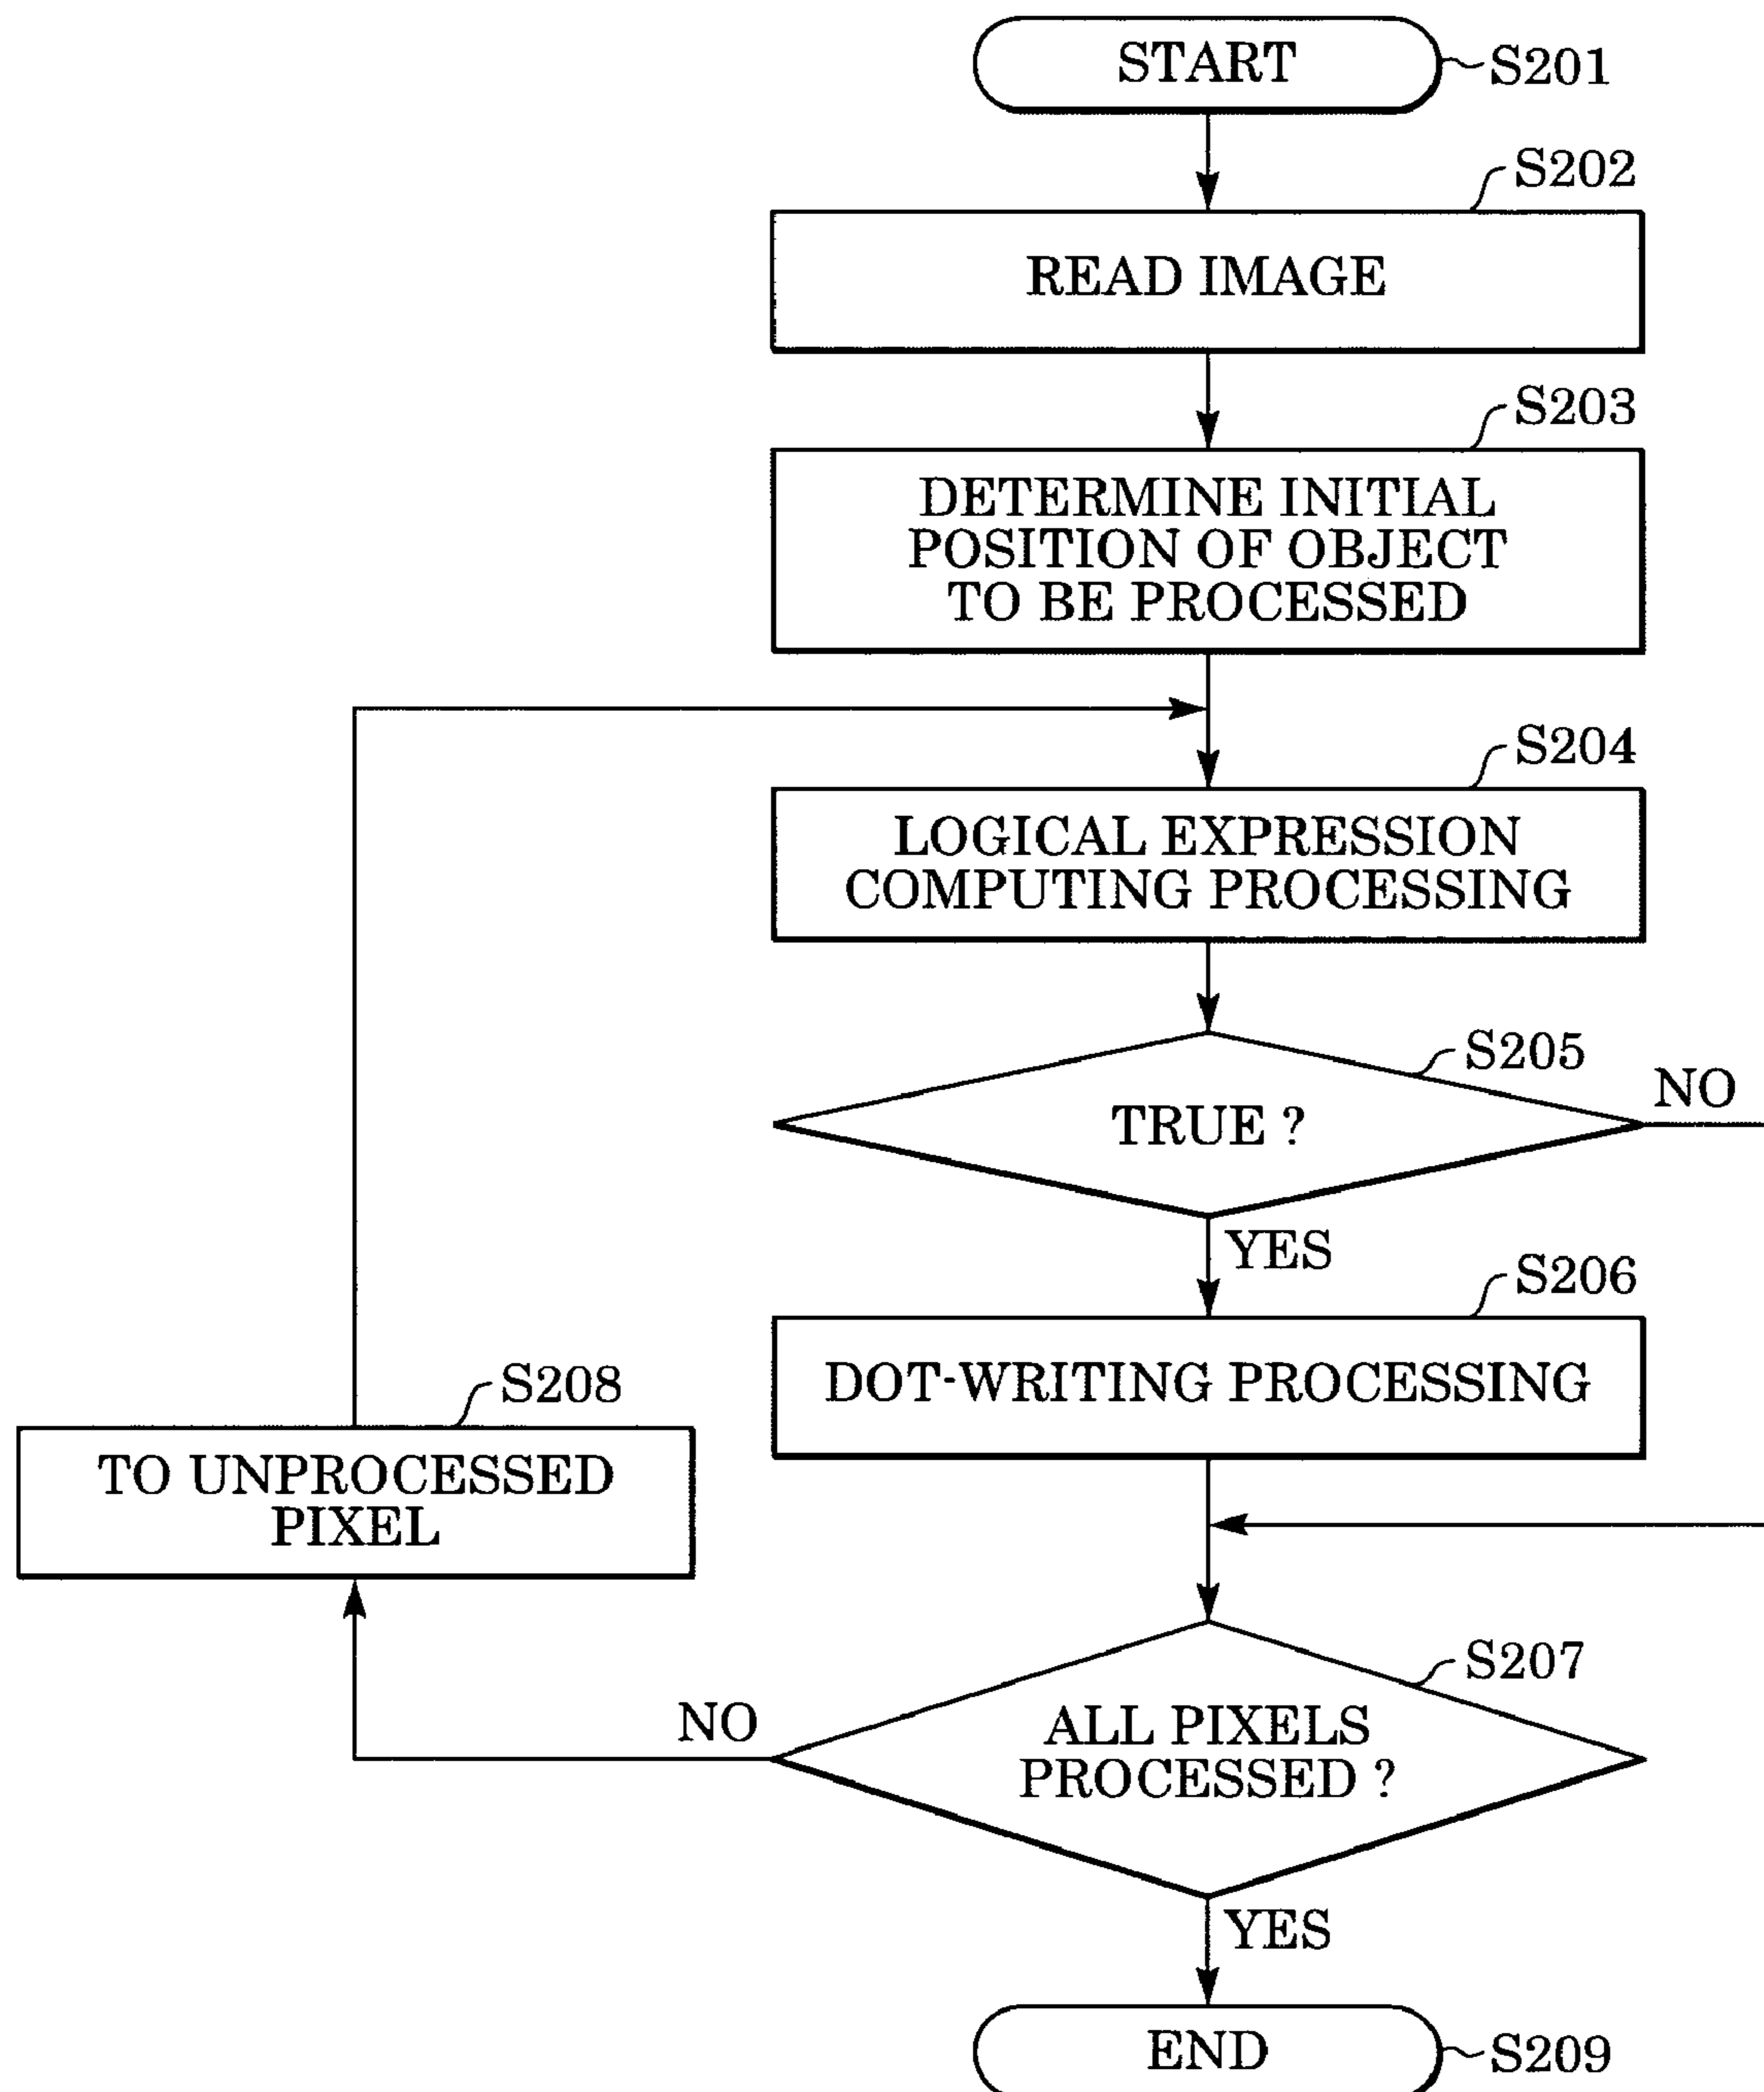 START
S201
S202
READ IMAGE
S203
DETERMINE INITIAL
POSITION OF OBJECT
TO BE PROCESSED
S204
LOGICAL EXPRESSION
COMPUTING PROCESSING
S205
TRUE ?
NO
YES
S206
DOT-WRITING PROCESSING
S208
TO UNPROCESSED
PIXEL
S207
ALL PIXELS
PROCESSED ?
NO
YES
END
S209